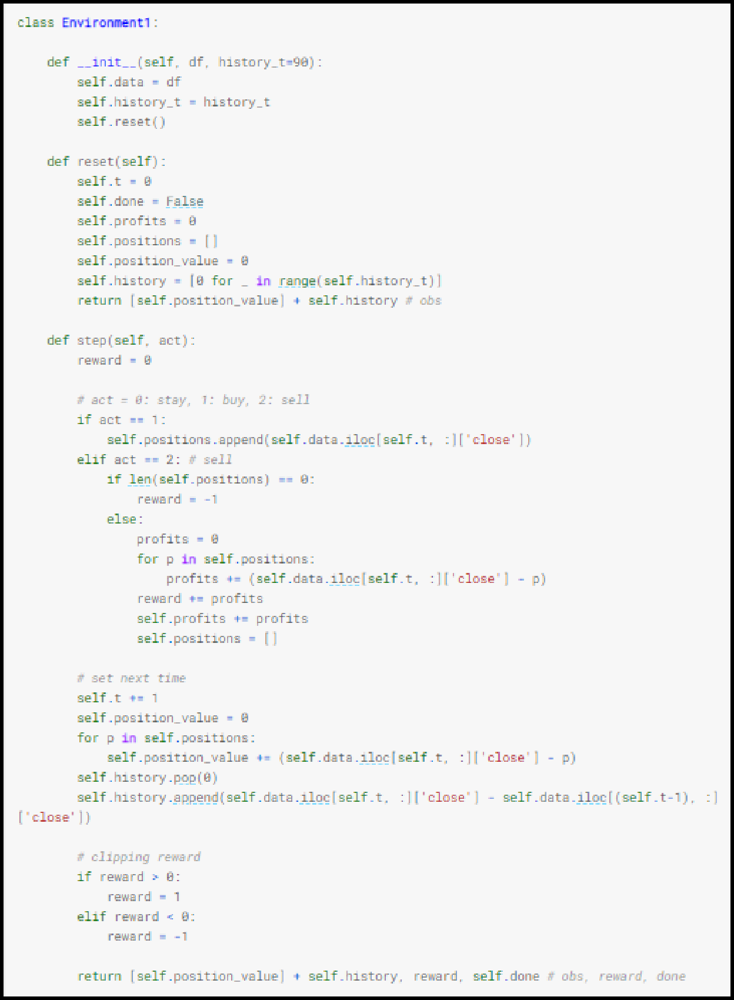 class Environment1:
def __init__(self, df, history_t=90):
self.data = df
self.history_t = history_t
self.reset()
def reset(self):
self.t = 0
self.done = False
self.profits = 0
self.positions = []
self.position_value = 0
self.history = [0 for _ in range(self.history_t)]
return [self.position_value] + self.history # obs
def step(self, act):
reward = 0
# act = 0: stay, 1: buy, 2: sell
if act == 1:
self.positions.append(self.data.iloc[self.t, :]['close'])
elif act == 2: # sell
if len(self.positions) == 0:
reward = -1
else:
profits = 0
for p in self.positions:
profits += (self.data.iloc[self.t, :]['close'] - p)
reward += profits
self.profits += profits
self.positions = []
# set next time
self.t += 1
self.position_value = 0
for p in self.positions:
self.position_value += (self.data.iloc[self.t, :]['close'] - p)
self.history.pop(0)
self.history.append(self.data.iloc[self.t, :]['close'] - self.data.iloc[(self.t-1), :]
['close'])
# clipping reward
if reward > 0:
reward = 1
elif reward < 0:
reward = -1
return [self.position_value] + self.history, reward, self.done # obs, reward, done